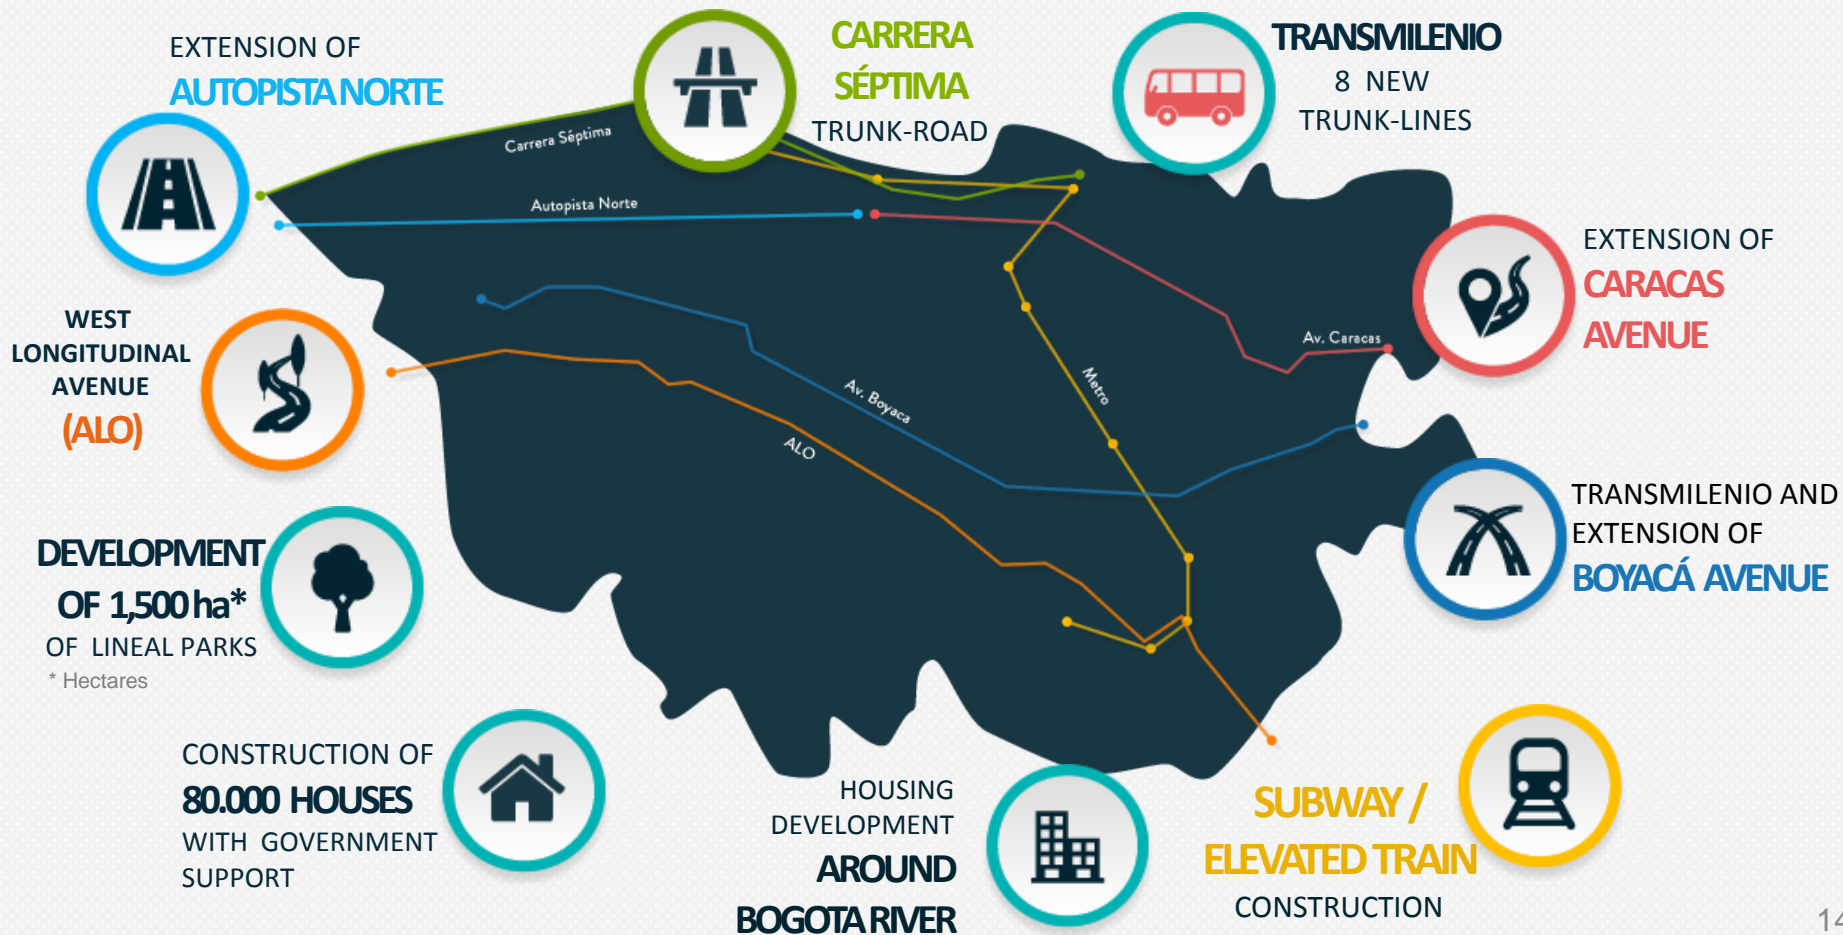 EXTENSION OF
AUTOPISTA NORTE
CARRERA
SÉPTIMA
TRUNK-ROAD
TRANSMILENIO
8 NEW
TRUNK-LINES
Carrera Séptima
Autopista Norte
EXTENSION OF
CARACAS
AVENUE
WEST
LONGITUDINAL
AVENUE
(ALO)
Av. Caracas
Metro
Av. Boyaca
ALO
TRANSMILENIO AND
EXTENSION OF
BOYACÁ AVENUE
DEVELOPMENT
OF 1,500 ha*
OF LINEAL PARKS
* Hectares
CONSTRUCTION OF
80.000 HOUSES
WITH GOVERNMENT
SUPPORT
HOUSING
DEVELOPMENT
AROUND
BOGOTA RIVER
SUBWAY /
ELEVATED TRAIN
CONSTRUCTION
14